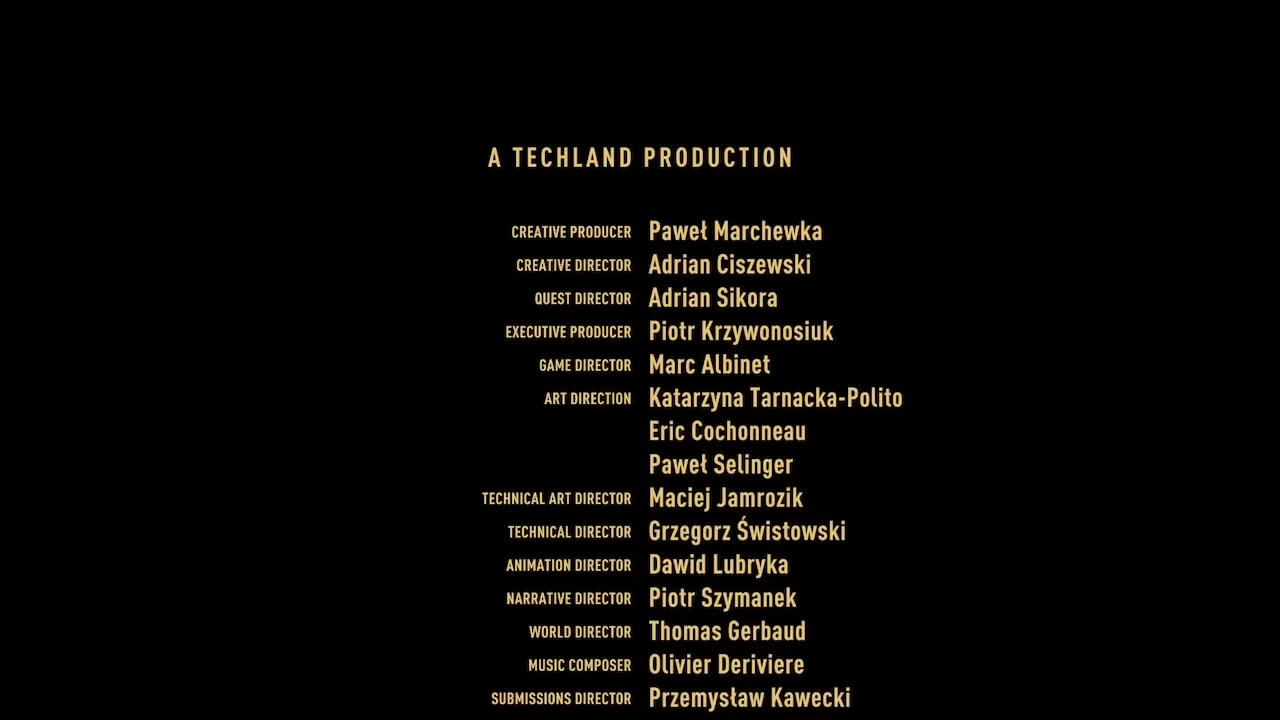 A TECHLAND PRODUCTION
CREATIVE PRODUCER Paweł Marchewka
CREATIVE DIRECTOR Adrian Ciszewski
QUEST DIRECTOR Adrian Sikora
EXECUTIVE PRODUCER Piotr Krzywonosiuk
GAME DIRECTOR Marc Albinet
ART DIRECTION Katarzyna Tarnacka-Polito
Eric Cochonneau
Paweł Selinger
TECHNICAL ART DIRECTOR Maciej Jamrozik
TECHNICAL DIRECTOR Grzegorz Świstowski
ANIMATION DIRECTOR Dawid Lubryka
NARRATIVE DIRECTOR Piotr Szymanek
WORLD DIRECTOR Thomas Gerbaud
MUSIC COMPOSER Olivier Deriviere
SUBMISSIONS DIRECTOR Przemysław Kawecki